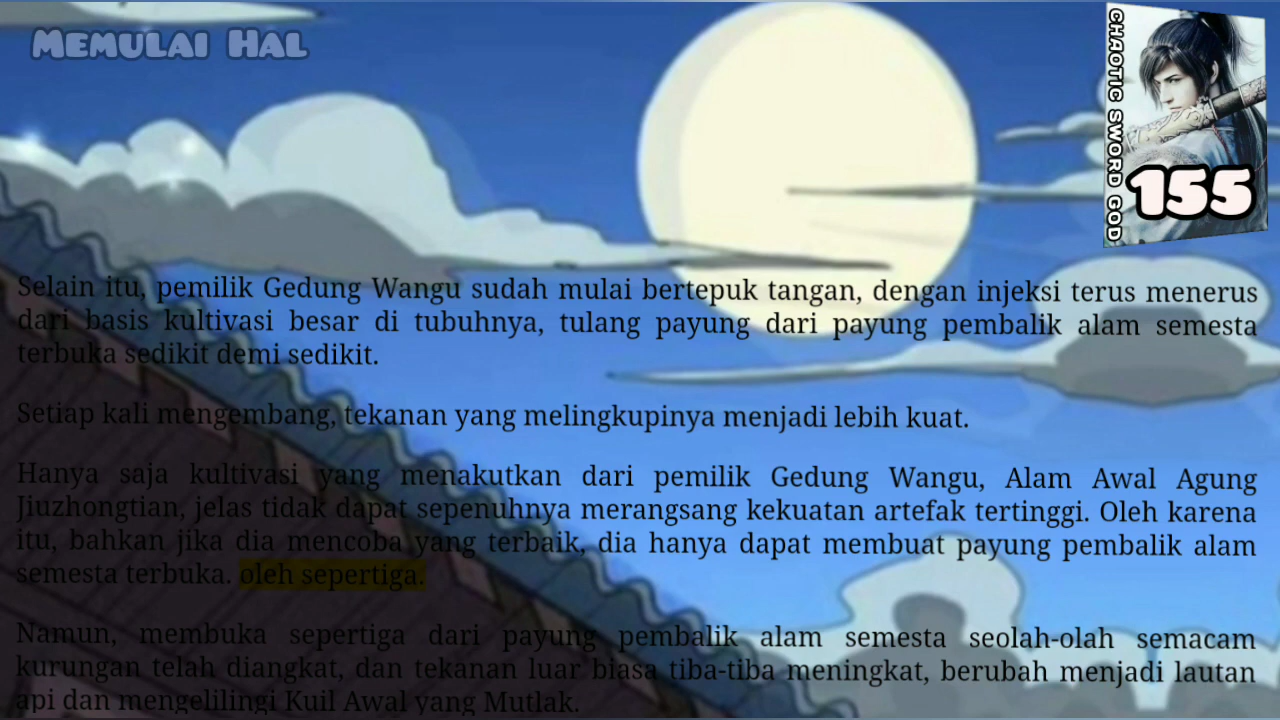 Memulai Hal
CHAOTIC SWORD GOD
155
Selain itu, pemilik Gedung Wangu sudah mulai bertepuk tangan, dengan injeksi terus menerus
dari basis kultivasi besar di tubuhnya, tulang payung dari payung pembalik alam semesta
terbuka sedikit demi sedikit.
Setiap kali mengembang, tekanan yang melingkupinya menjadi lebih kuat.
Hanya saja kultivasi yang menakutkan dari pemilik Gedung Wangu, Alam Awal Agung
Jiuzhongtian, jelas tidak dapat sepenuhnya merangsang kekuatan artefak tertinggi. Oleh karena
itu, bahkan jika dia mencoba yang terbaik, dia hanya dapat membuat payung pembalik alam
semesta terbuka. oleh sepertiga.
Namun, membuka sepertiga dari payung pembalik alam semesta seolah-olah semacam
kurungan telah diangkat, dan tekanan luar biasa tiba-tiba meningkat, berubah menjadi lautan
api dan mengelilingi Kuil Awal yang Mutlak.